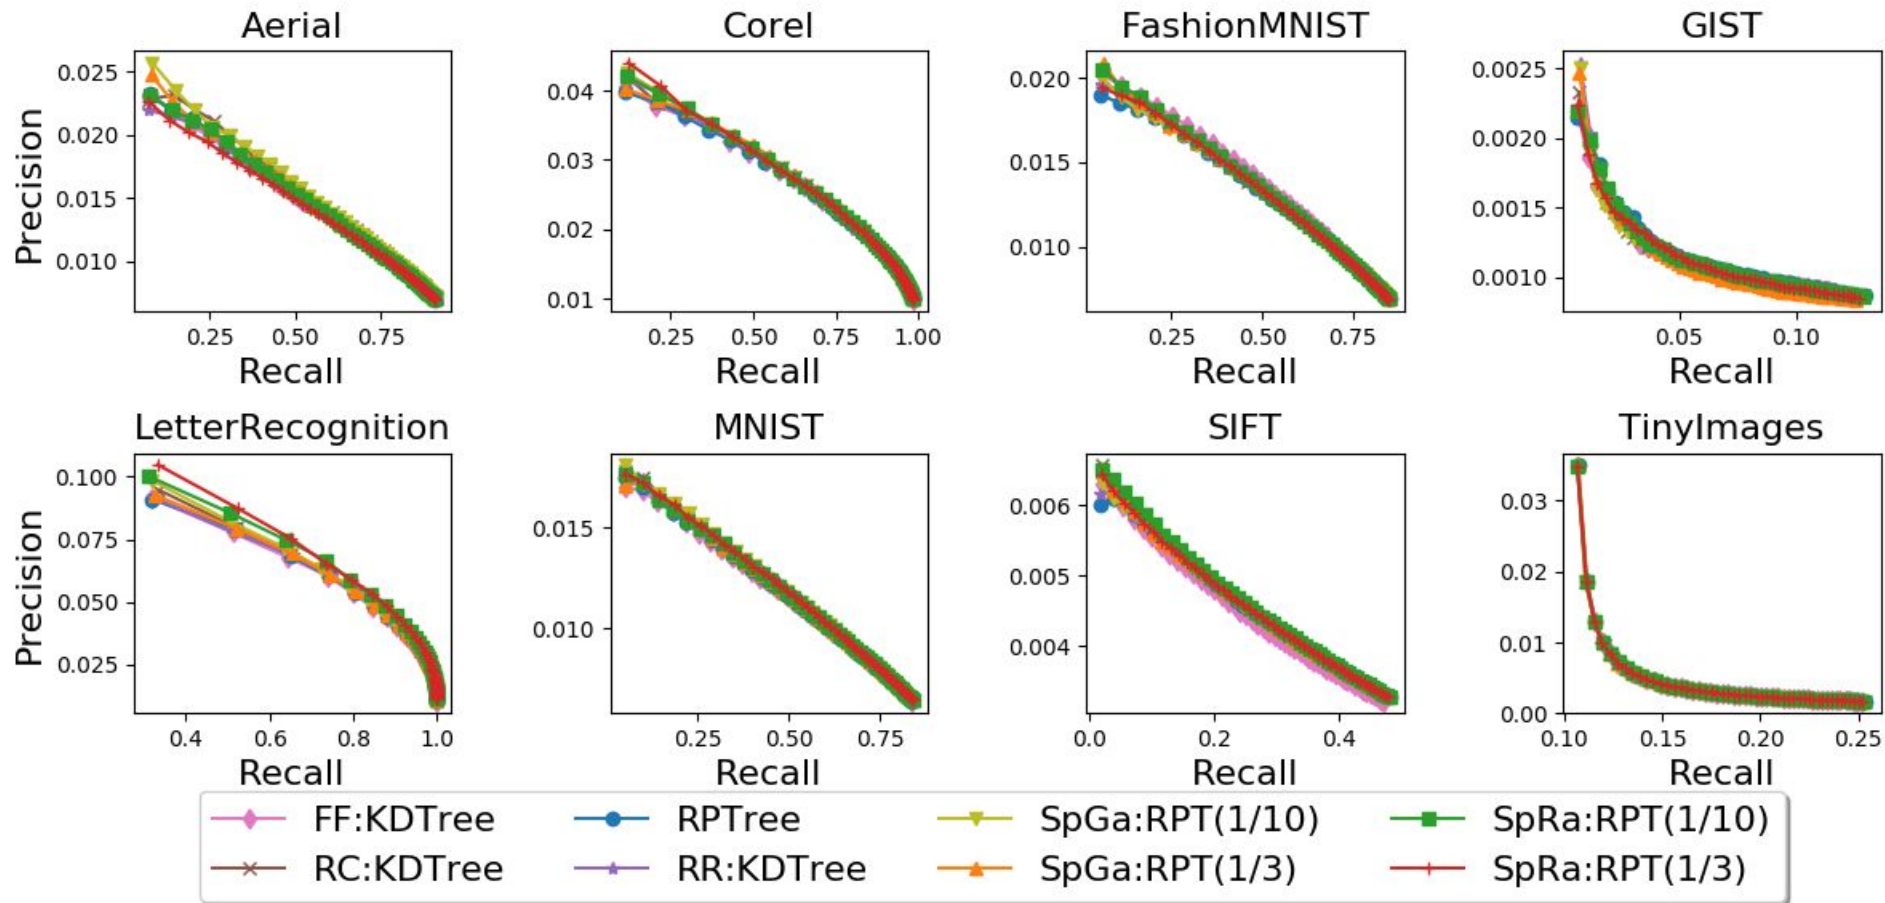 Aerial
Corel
FashionMNIST
GIST
Precision
0.025
0.020
0.015
0.010
0.25 0.50 0.75
Recall
0.04
0.03
0.02
0.01
0.25 0.50 0.75 1.00
Recall
0.020
0.015
0.010
0.25 0.50 0.75
Recall
0.0025
0.0020
0.0015
0.0010
0.05 0.10
Recall
LetterRecognition
MNIST
SIFT
TinyImages
Precision
0.100
0.075
0.050
0.025
0.4 0.6 0.8 1.0
Recall
0.015
0.010
0.25 0.50 0.75
Recall
0.006
0.005
0.004
0.0 0.2 0.4
Recall
0.03
0.02
0.01
0.00
0.10 0.15 0.20 0.25
Recall
FF:KDTree
RPTree
SpGa:RPT(1/10)
SpRa:RPT(1/10)
RC:KDTree
RR:KDTree
SpGa:RPT(1/3)
SpRa:RPT(1/3)